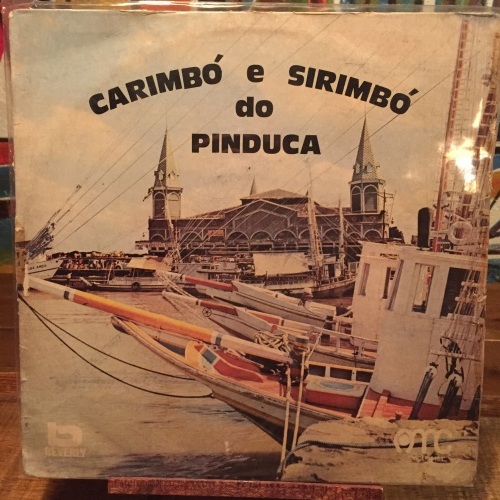 CARIMBÓ e SIRIMBÓ
do
PINDUCA
BEVERLY